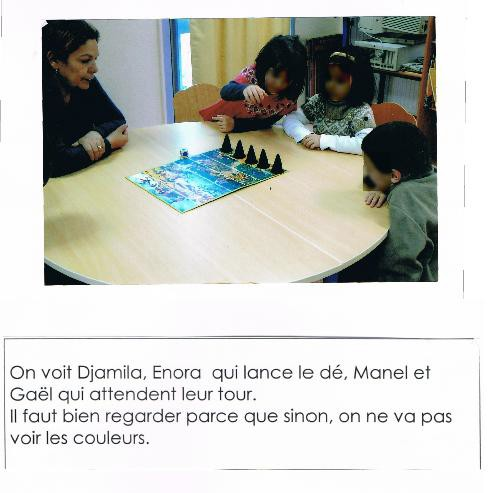 On voit Djamila, Enora  qui lance le dé, Manel et
Gaël qui attendent leur tour.
Il faut bien regarder parce que sinon, on ne va pas
voir les couleurs.